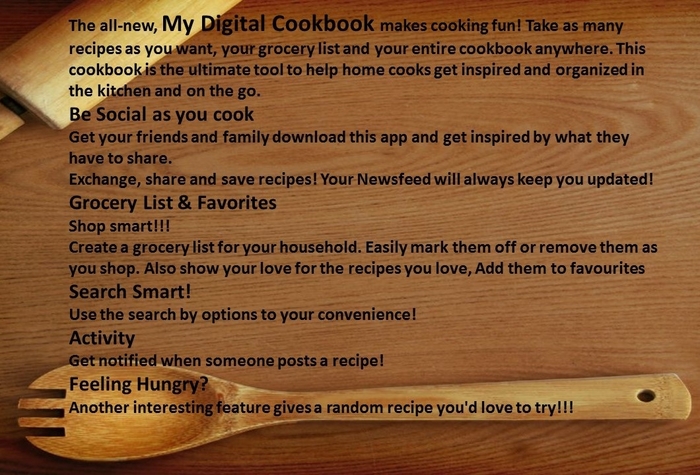 The all-new, My Digital Cookbook makes cooking fun! Take as many
recipes as you want, your grocery list and your entire cookbook anywhere. This
cookbook is the ultimate tool to help home cooks get inspired and organized in
the kitchen and on the go.
Be Social as you cook
Get your friends and family download this app and get inspired by what they
have to share.
Exchange, share and save recipes! Your Newsfeed will always keep you updated!
Grocery List & Favorites
Shop smart!!!
Create a grocery list for your household. Easily mark them off or remove them as
you shop. Also show your love for the recipes you love, Add them to favourites
Search Smart!
Use the search by options to your convenience!
Activity
Get notified when someone posts a recipe!
Feeling Hungry?
Another interesting feature gives a random recipe you'd love to try!!!